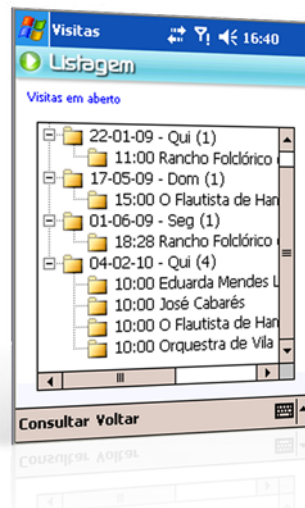 Visitas 16:40
Listagem
Visitas em aberto
22-01-09 - Qui (1)
11:00 Rancho Folclórico
17-05-09 - Dom (1)
15:00 O Flautista de Han
01-06-09 - Seg (1)
18:28 Rancho Folclórico
04-02-10 - Qui (4)
10:00 Eduarda Mendes L
10:00 José Cabarés
10:00 O Flautista de Han
10:00 Orquestra de Vila
Consultar Voltar